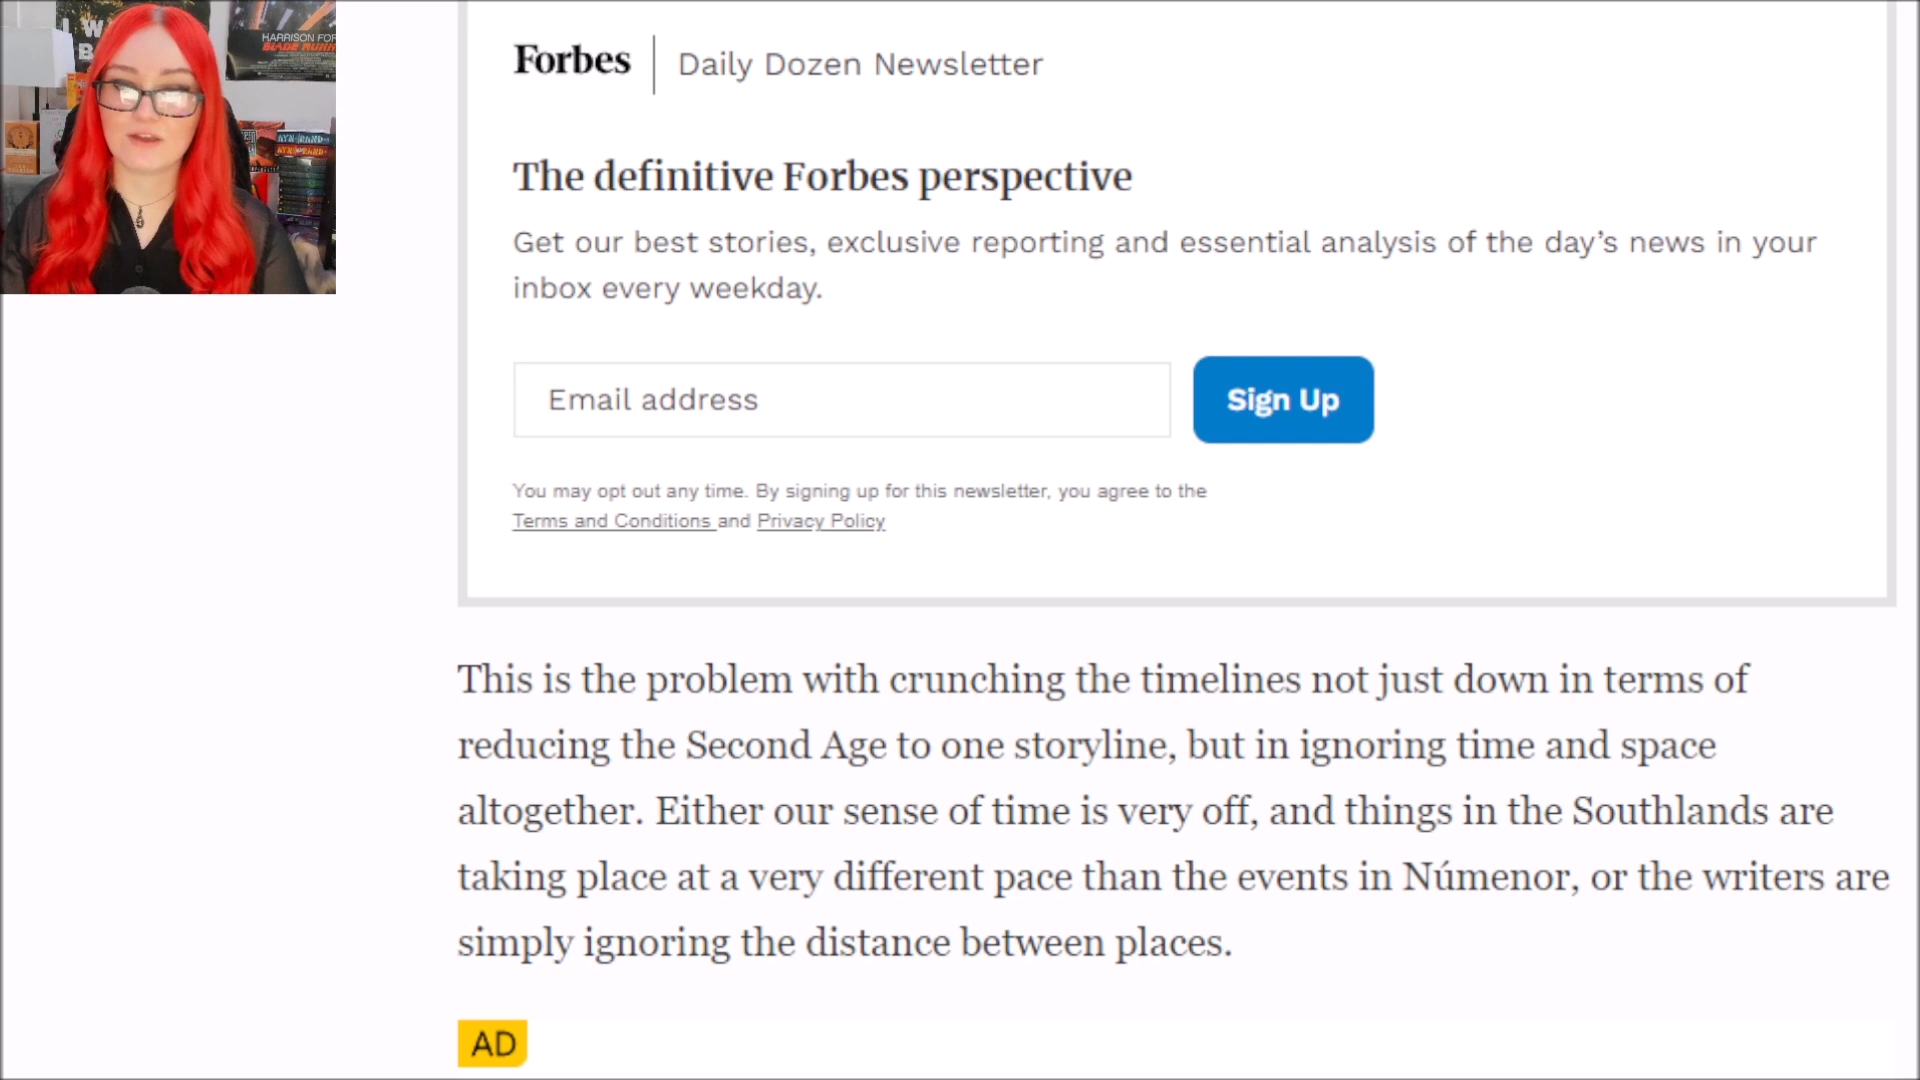 HARRISON FOR
BLADE RUNN
Forbes | Daily Dozen Newsletter
The definitive Forbes perspective
Get our best stories, exclusive reporting and essential analysis of the day’s news in your
inbox every weekday.
Email address
Sign Up
You may opt out any time. By signing up for this newsletter, you agree to the
Terms and Conditions and Privacy Policy
This is the problem with crunching the timelines not just down in terms of
reducing the Second Age to one storyline, but in ignoring time and space
altogether. Either our sense of time is very off, and things in the Southlands are
taking place at a very different pace than the events in Númenor, or the writers are
simply ignoring the distance between places.
AD